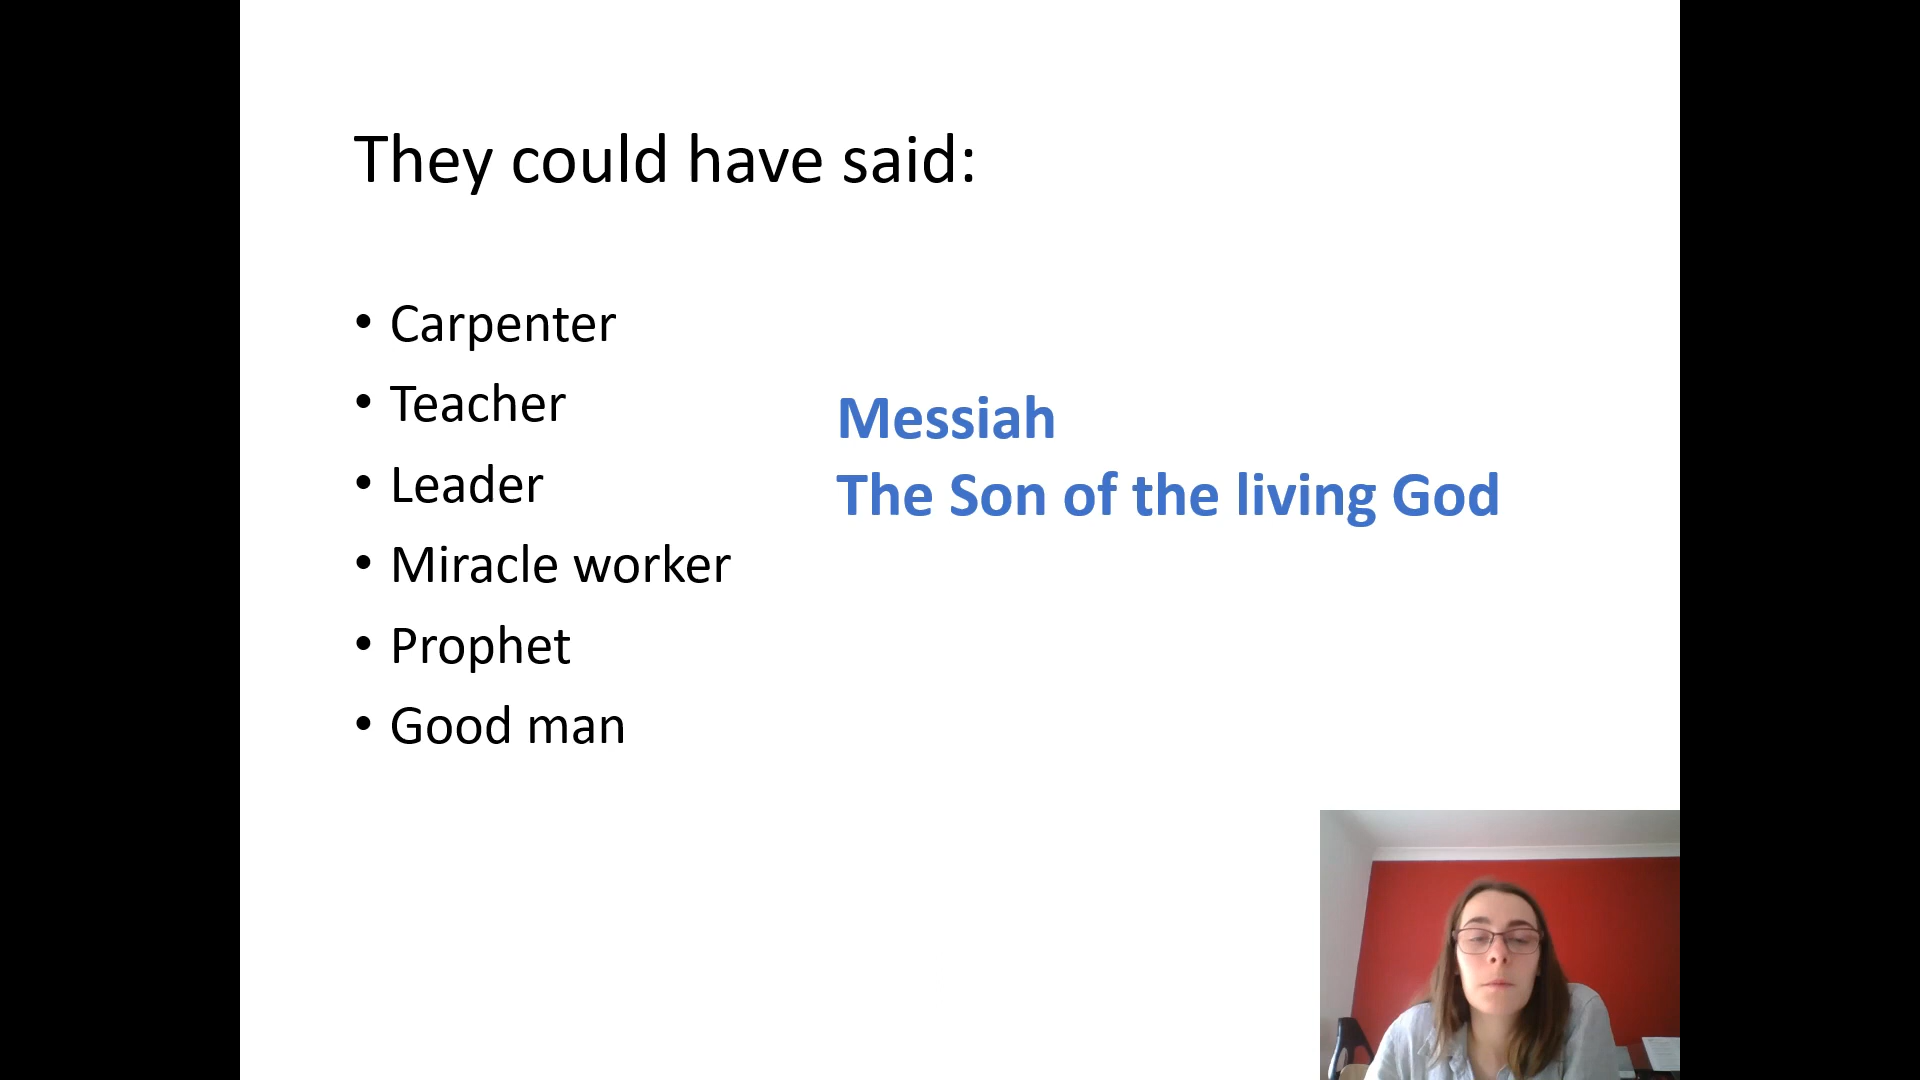 They could have said:
• Carpenter
• Teacher
• Leader
• Miracle worker
• Prophet
• Good man
Messiah
The Son of the living God